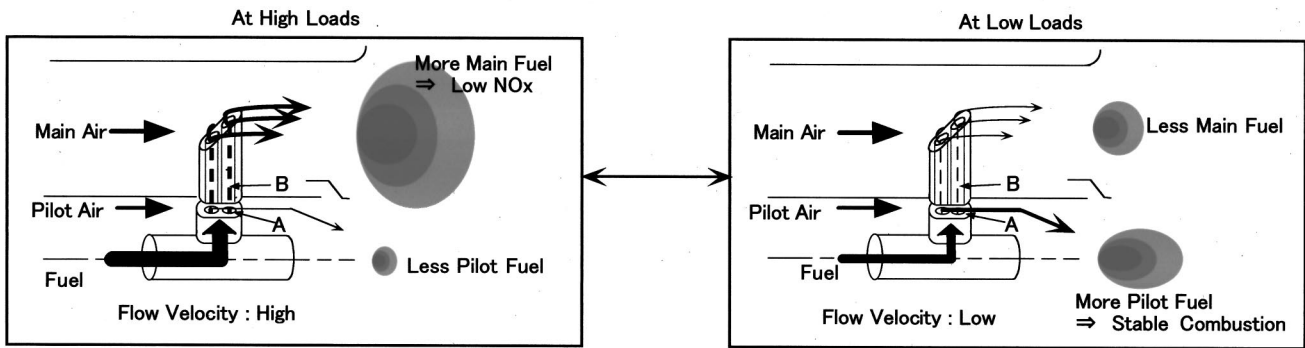 At High Loads
More Main Fuel
⇒ Low NOx
Main Air
B
Pilot Air
A
Less Pilot Fuel
Fuel
Flow Velocity : High
At Low Loads
Main Air
Less Main Fuel
B
Pilot Air
A
Fuel
More Pilot Fuel
⇒ Stable Combustion
Flow Velocity : Low